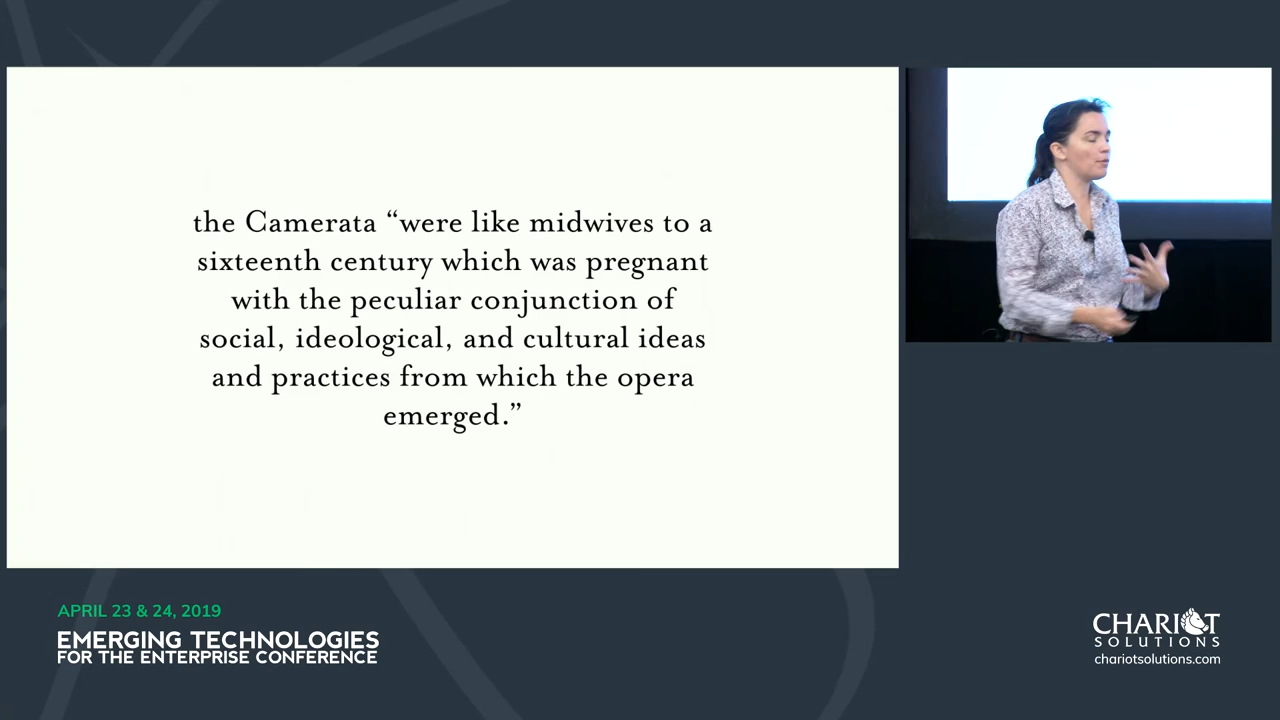 the Camerata “were like midwives to a
sixteenth century which was pregnant
with the peculiar conjunction of
social, ideological, and cultural ideas
and practices from which the opera
emerged.”
APRIL 23 & 24, 2019
EMERGING TECHNOLOGIES
FOR THE ENTERPRISE CONFERENCE
CHARIOT
SOLUTIONS
chariotsolutions.com